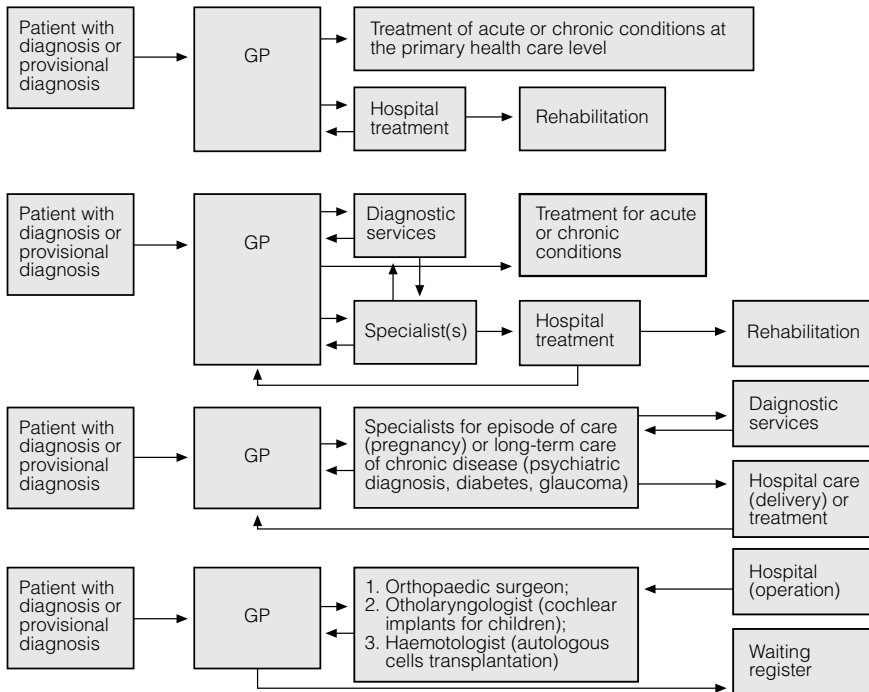 Patient with
diagnosis or
provisional
diagnosis
GP
Treatment of acute or chronic conditions at
the primary health care level
Hospital
treatment
Rehabilitation
Patient with
diagnosis or
provisional
diagnosis
GP
Diagnostic
services
Treatment for acute
or chronic
conditions
Specialist(s)
Hospital
treatment
Rehabilitation
Patient with
diagnosis or
provisional
diagnosis
GP
Specialists for episode of care
(pregnancy) or long-term care
of chronic disease (psychiatric
diagnosis, diabetes, glaucoma)
Daignostic
services
Hospital care
(delivery) or
treatment
Patient with
diagnosis or
provisional
diagnosis
GP
1. Orthopaedic surgeon;
2. Otholaryngologist (cochlear
implants for children);
3. Haemotologist (autologous
cells transplantation)
Hospital
(operation)
Waiting
register